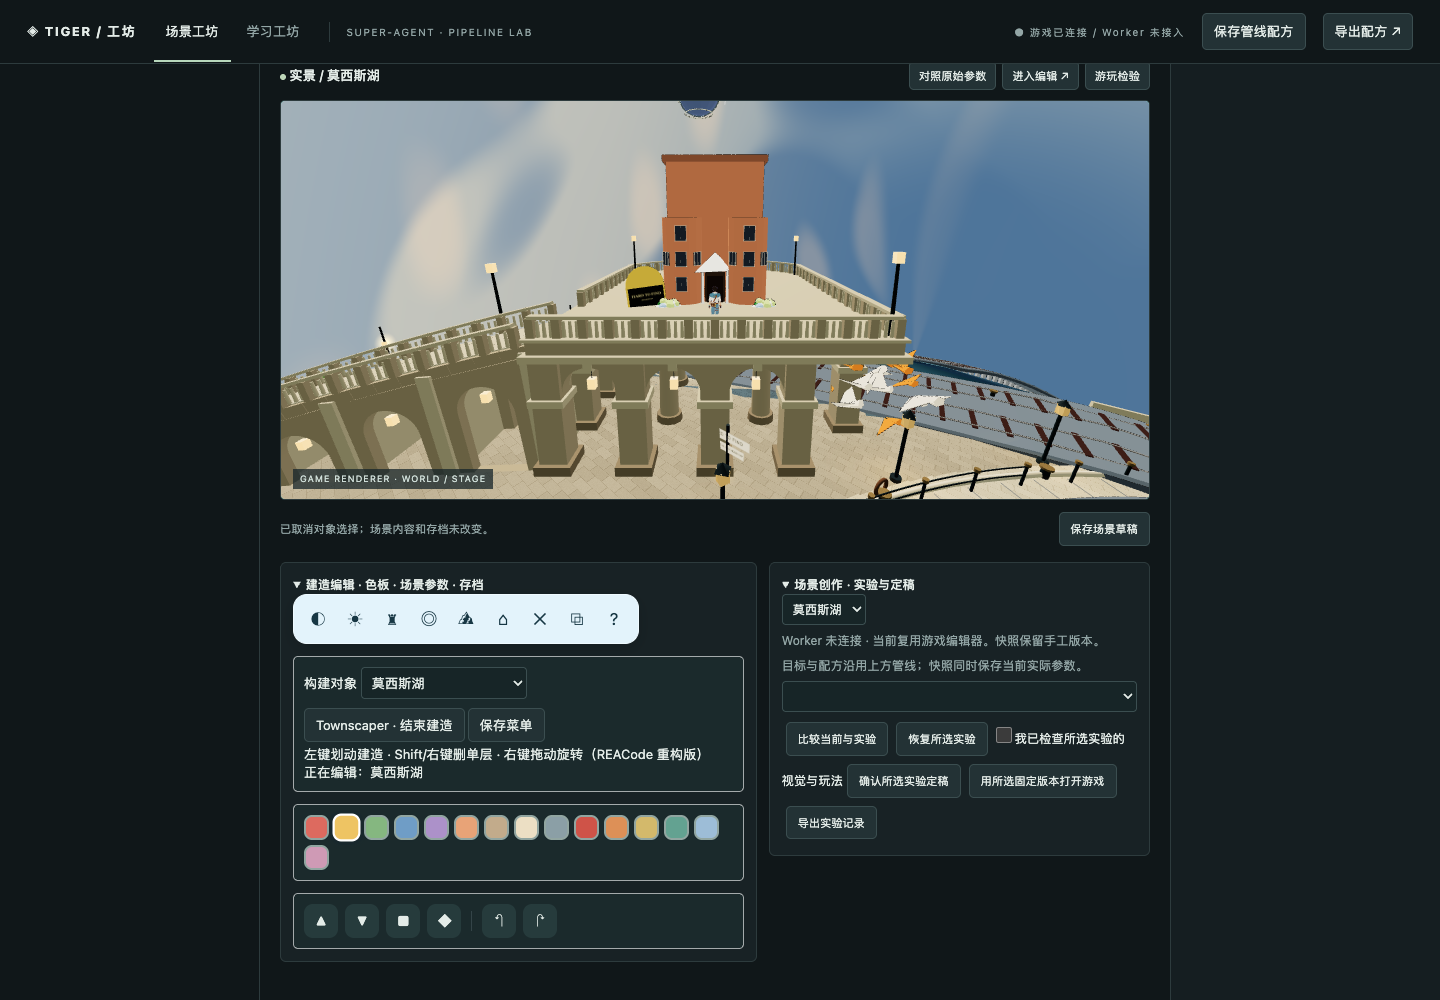 ◈ TIGER / 工坊
场景工坊
学习工坊
SUPER-AGENT · PIPELINE LAB
游戏已连接 / Worker 未接入
保存管线配方
导出配方 ↗
实景 / 莫西斯湖
对照原始参数
进入编辑 ↗
游玩检验
GAME RENDERER · WORLD / STAGE
已取消对象选择；场景内容和存档未改变。
保存场景草稿
▼ 建造编辑 · 色板 · 场景参数 · 存档
?
构建对象 莫西斯湖
Townscaper · 结束建造
保存菜单
左键划动建造 · Shift/右键删单层 · 右键拖动旋转（REACode 重构版）
正在编辑：莫西斯湖
▼ 场景创作 · 实验与定稿
莫西斯湖
Worker 未连接 · 当前复用游戏编辑器。快照保留手工版本。
目标与配方沿用上方管线；快照同时保存当前实际参数。
比较当前与实验
恢复所选实验
我已检查所选实验的
视觉与玩法
确认所选实验定稿
用所选固定版本打开游戏
导出实验记录